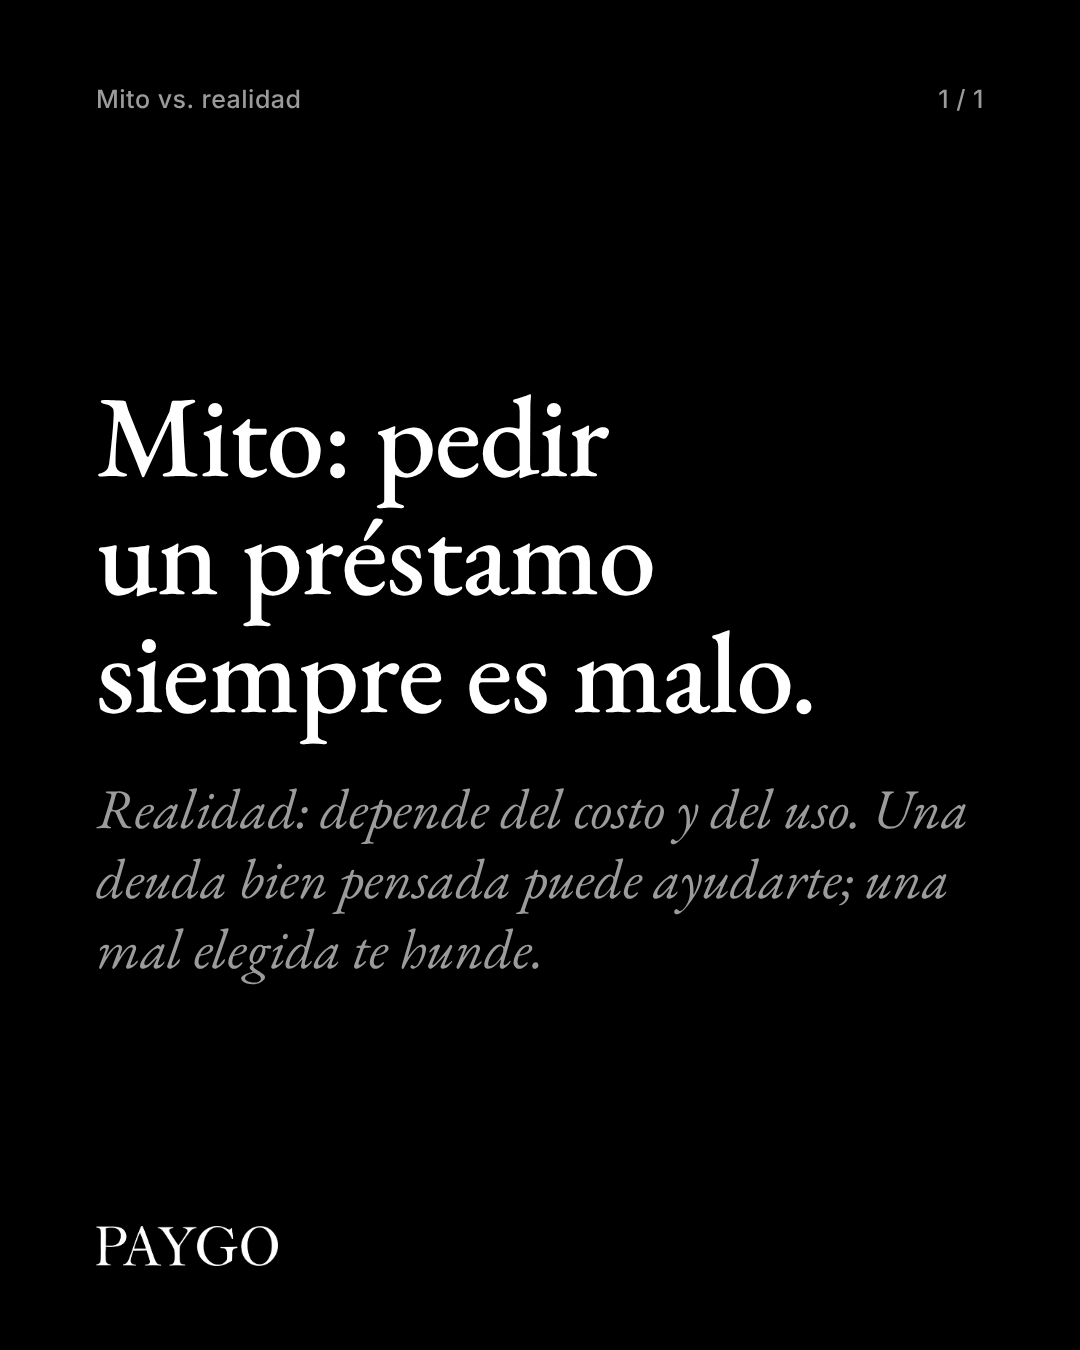 Mito vs. realidad
1 / 1
Mito: pedir
un préstamo
siempre es malo.
Realidad: depende del costo y del uso. Una
deuda bien pensada puede ayudarte; una
mal elegida te hunde.
PAYGO